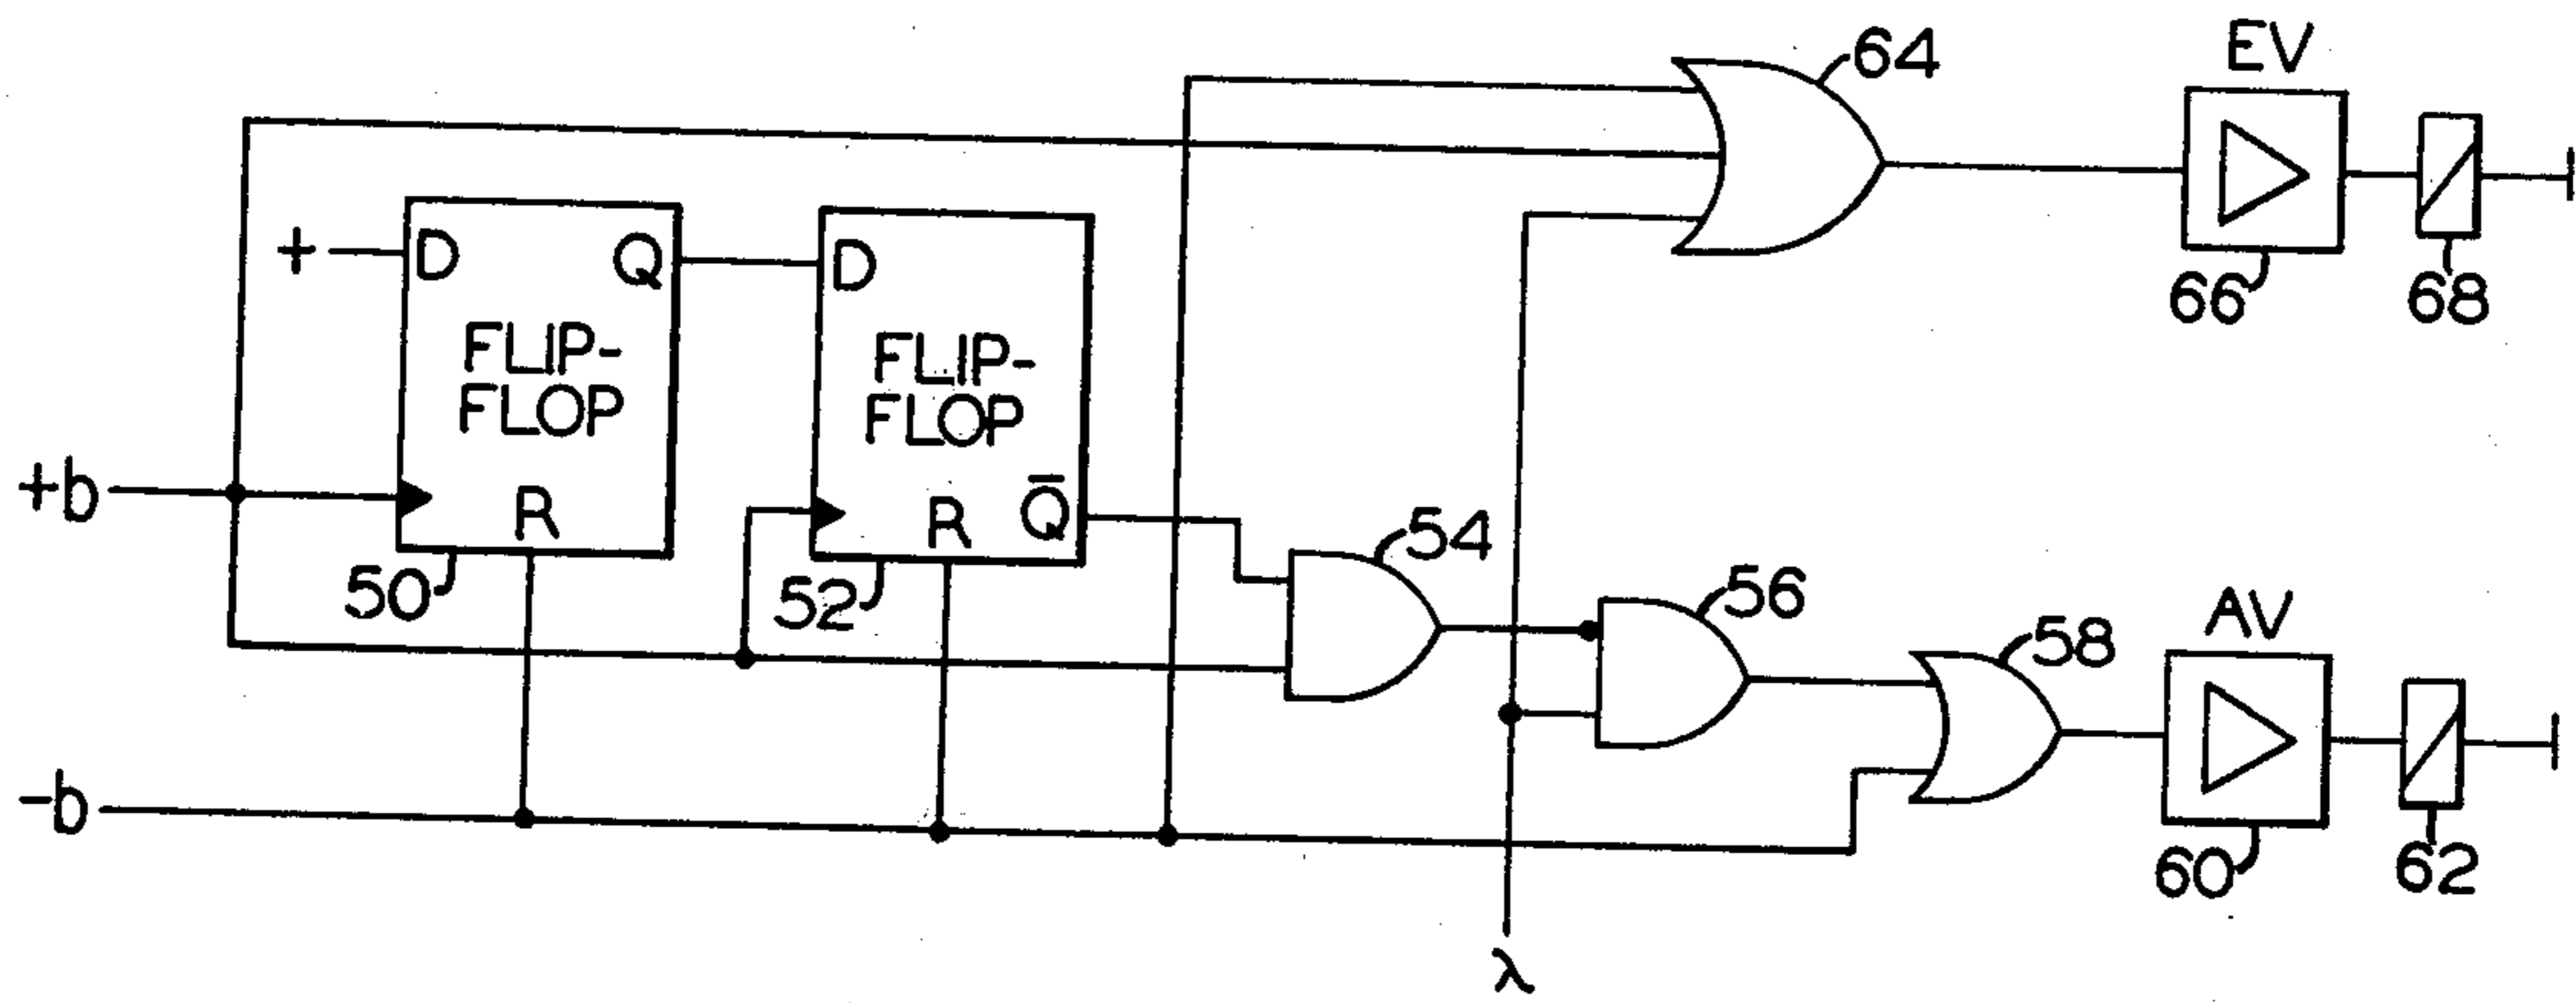 64
EV
+
D
Q
D
66
68
FLIP-
FLOP
FLIP-
FLOP
+b
R
R
Q̄
54
50
52
56
58
AV
-b
60
62
λ